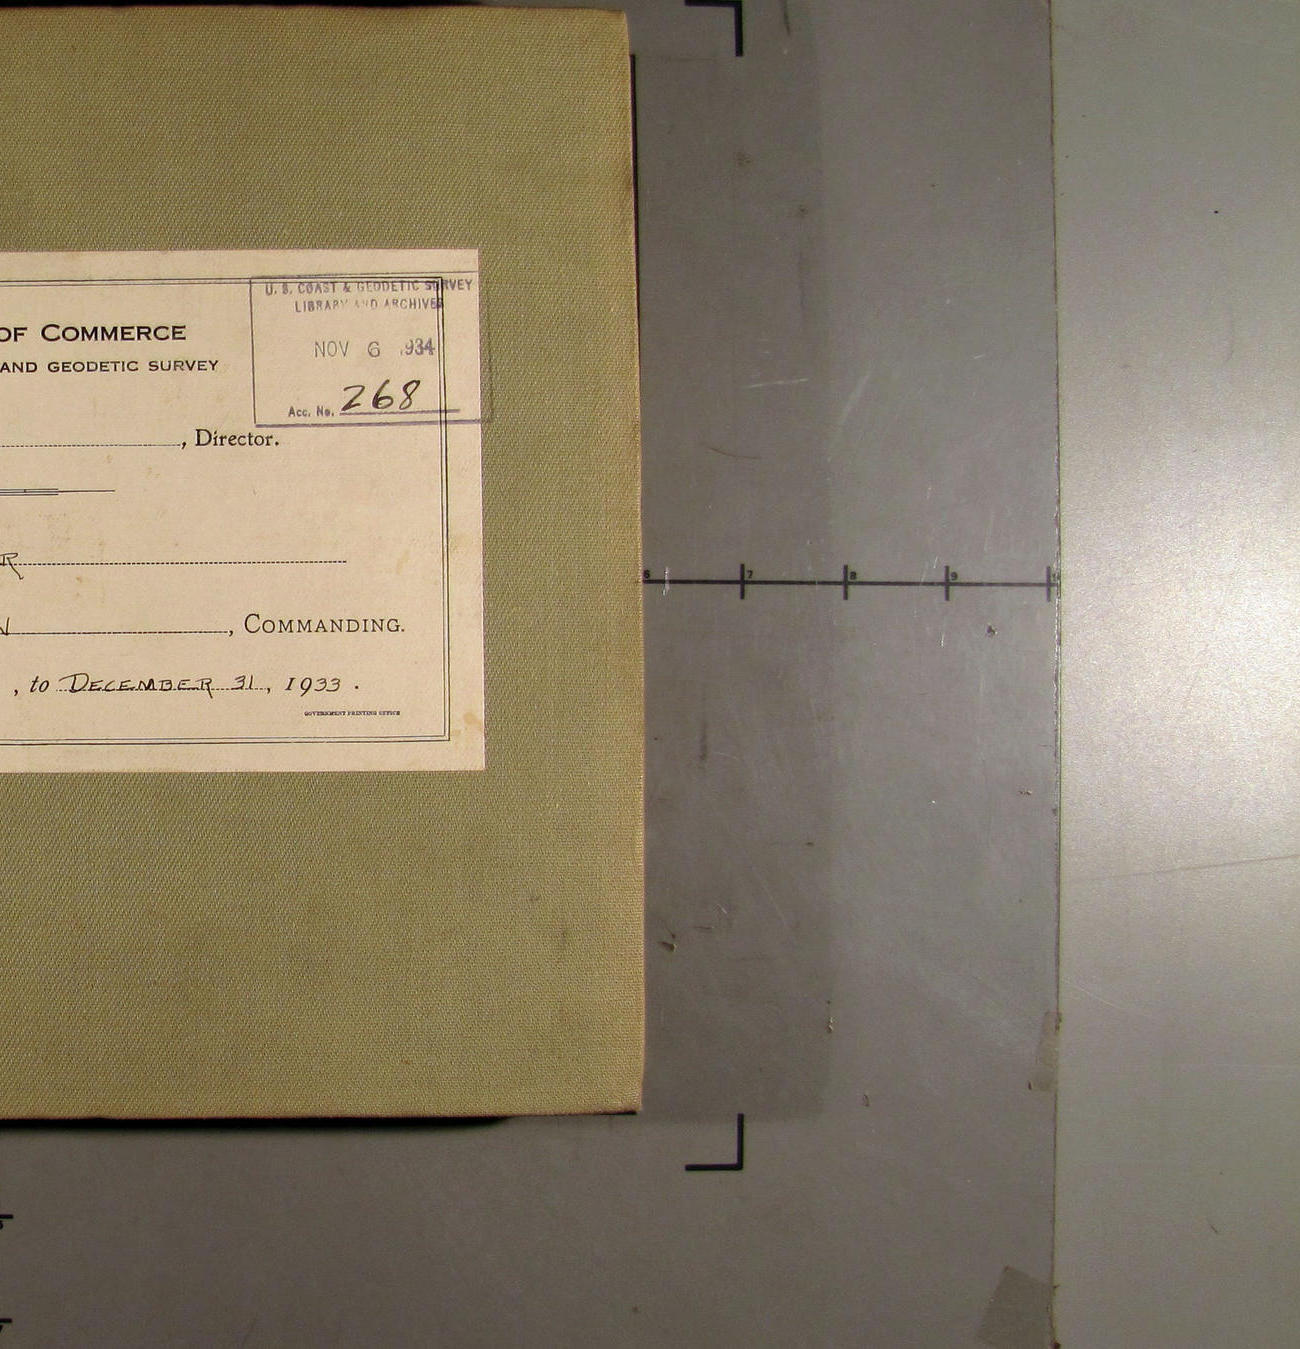 U. S. COAST & GEODETIC SURVEY
LIBRARY AND ARCHIVES
NOV 6 1934
Acc. No. 268
OF COMMERCE
AND GEODETIC SURVEY
, Director.
R
N, COMMANDING.
, to DECEMBER 31, 1933.
GOVERNMENT PRINTING OFFICE
6 7 8 9